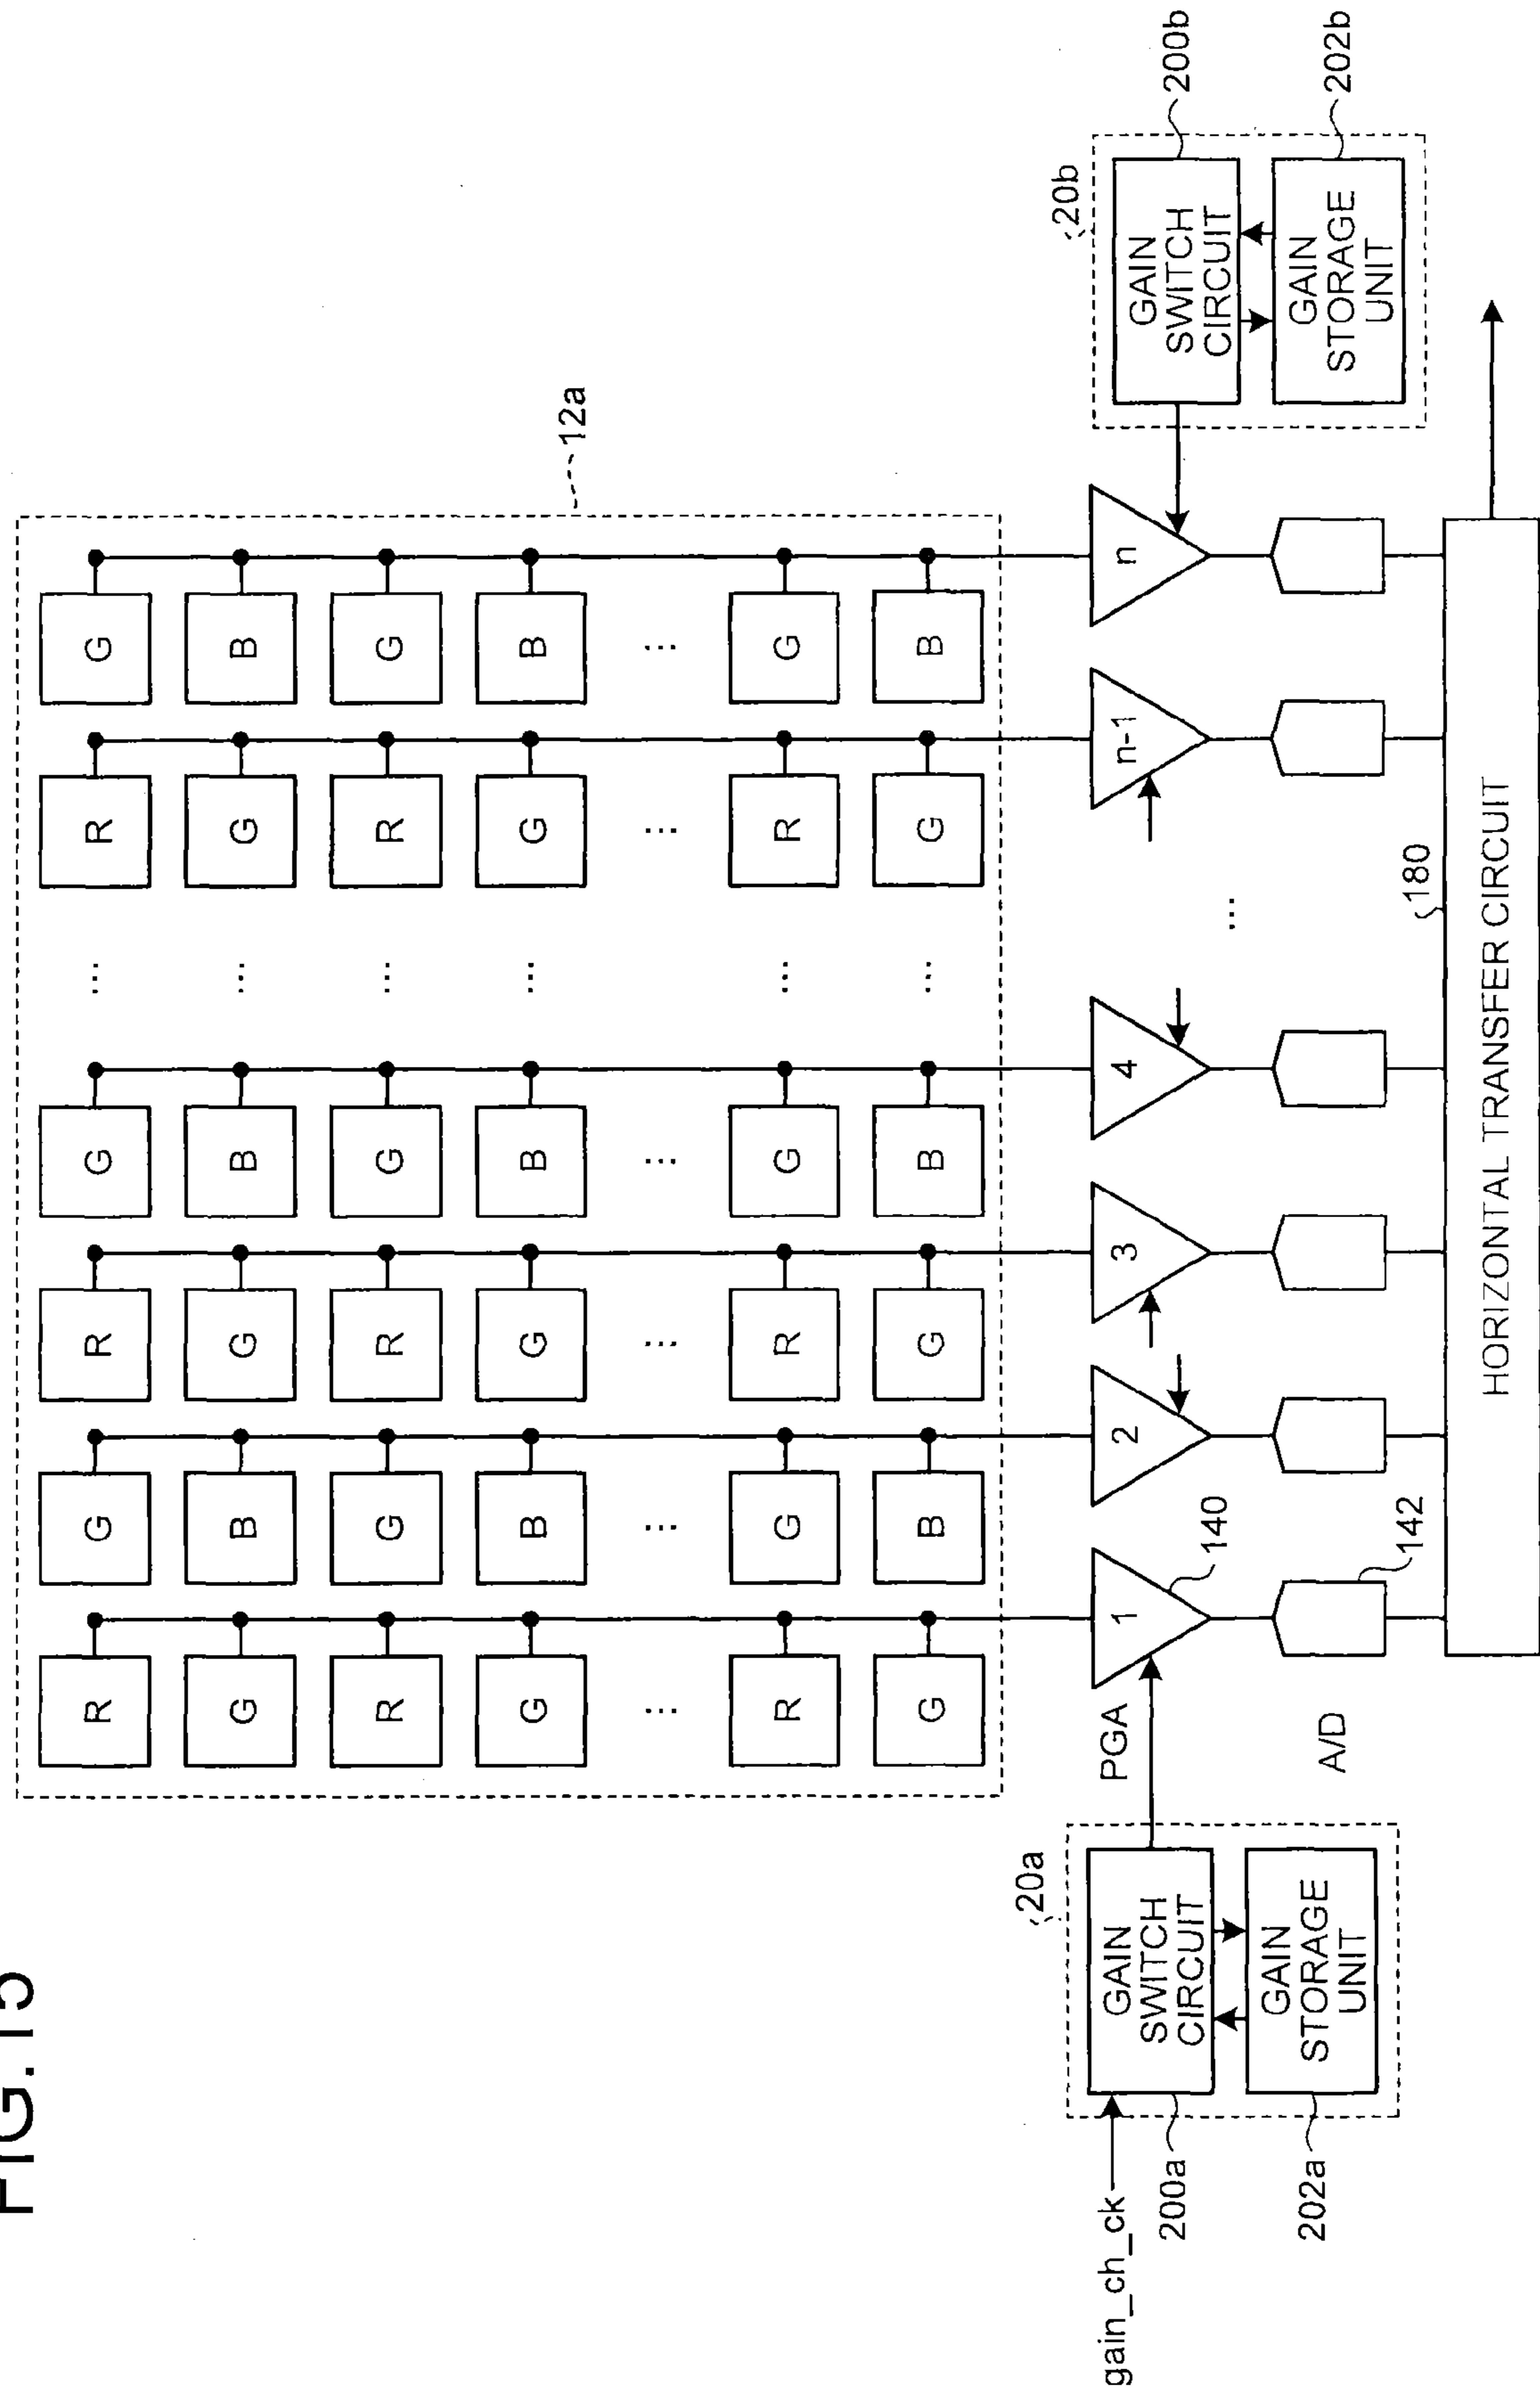 FIG.15
12a
R G R G ... R G
G B G B ... G B
R G R G ... R G
G B G B ... G B
... ... ... ... ... ...
R G R G ... R G
G B G B ... G B
gain_ch_ck
20a
GAIN
SWITCH
CIRCUIT
200a
GAIN
STORAGE
UNIT
202a
PGA
1
2
3
4
...
n-1
n
140
A/D
142
20b
GAIN
SWITCH
CIRCUIT
200b
GAIN
STORAGE
UNIT
202b
180
HORIZONTAL TRANSFER CIRCUIT